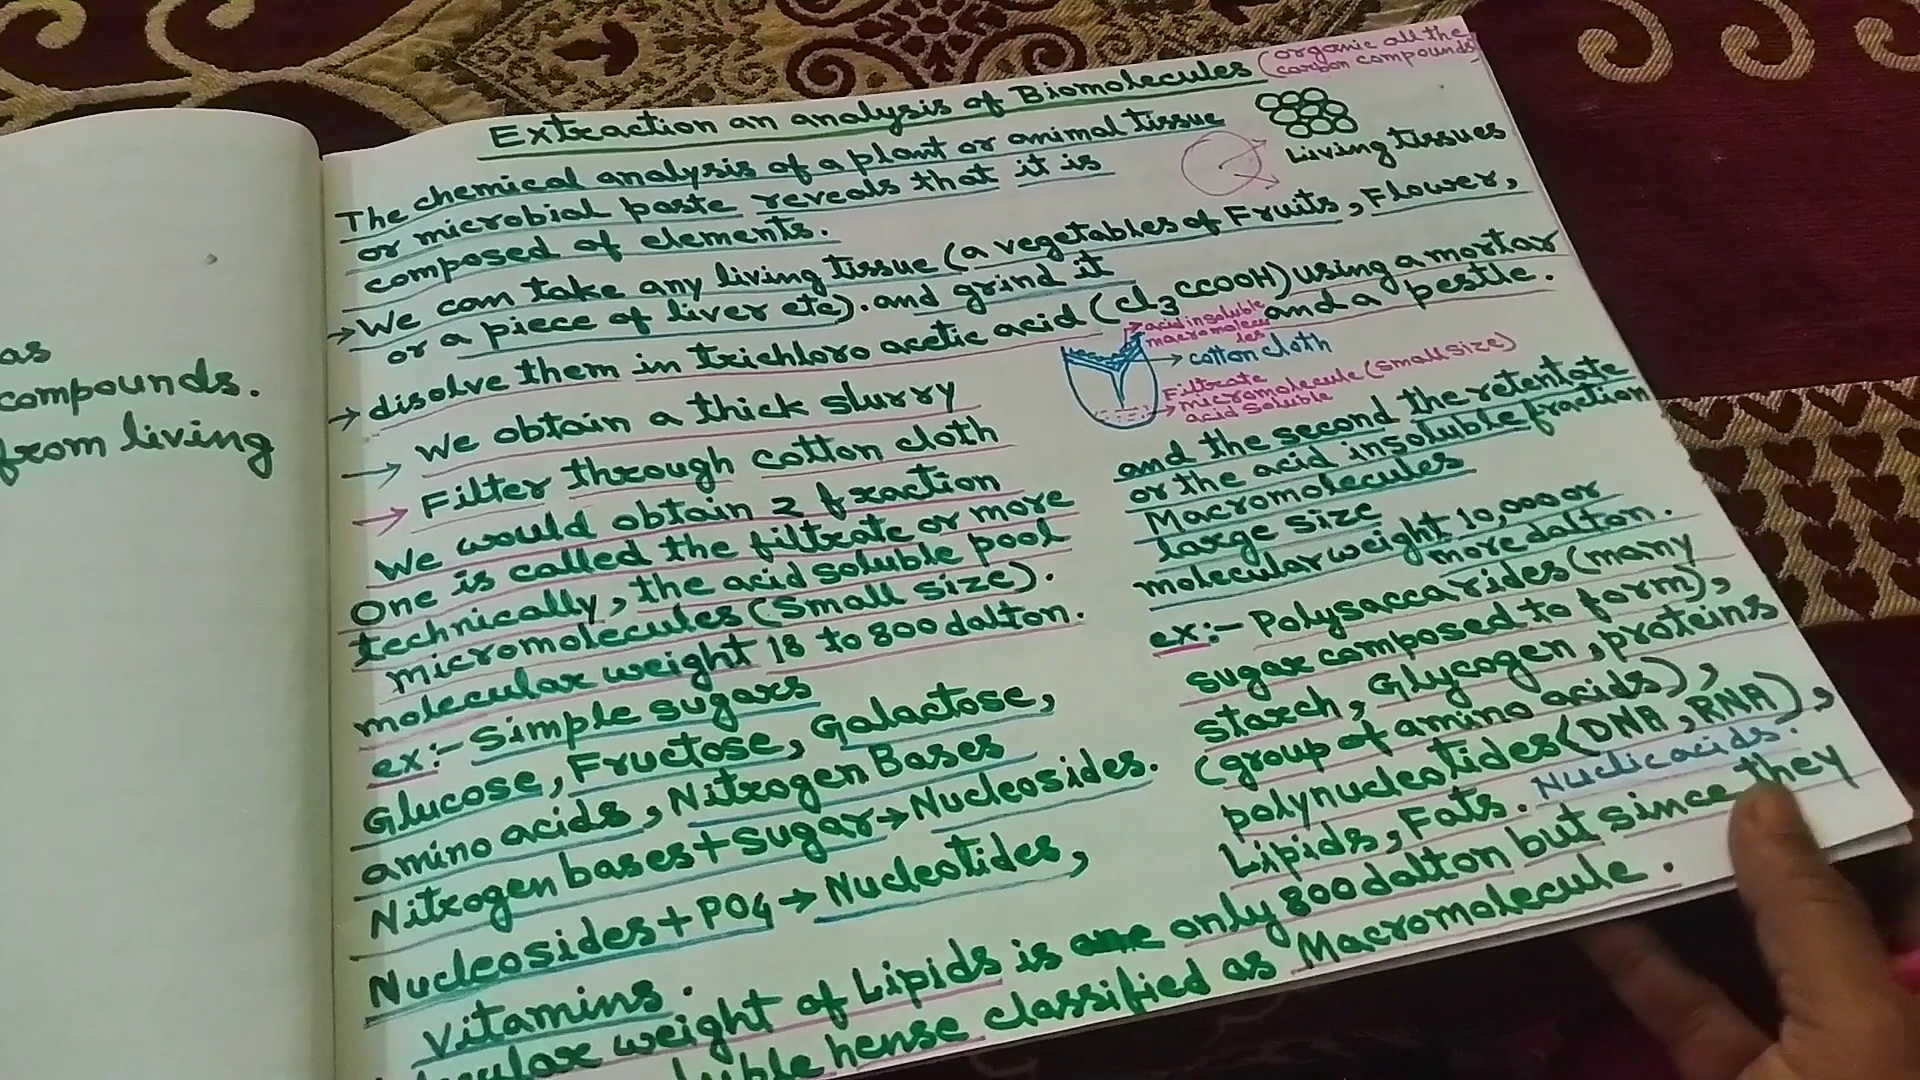 as
compounds.
from living
Extraction an analysis of Biomolecules (organic all the
carbon compounds)
Living tissues
The chemical analysis of a plant or animal tissue
or microbial paste reveals that it is
composed of elements.
→ We can take any living tissue (a vegetables of Fruits, Flower,
or a piece of liver etc). and grind it
→ disolve them in trichloro acetic acid (cl3CCOOH) using a mortar
and a pestle.
acid insoluble
macromolecu
les
→ cotton cloth
Filtrate
→ micromolecule (small size)
acid soluble
→ We obtain a thick slurry
→ Filter through cotton cloth
We would obtain 2 fraction
One is called the filtrate or more
technically, the acid soluble pool
micromolecules (small size).
molecular weight 18 to 800 dalton.
ex:- Simple sugars
Glucose, Fructose, Galactose,
amino acids, Nitrogen Bases
Nitrogen bases + sugar → Nucleosides.
Nucleosides + PO4 → Nucleotides,
vitamins.
and the second the retentate
or the acid insoluble fraction
Macromolecules
large size
molecular weight 10,000 or
more dalton.
ex:- Polysaccarides (many
sugar composed to form),
starch, Glycogen, proteins
(group of amino acids),
polynucleotides (DNA, RNA),
Nuclic acids.
Lipids, Fats.
weight of Lipids is only 800 dalton but since they
hense classified as Macromolecule.